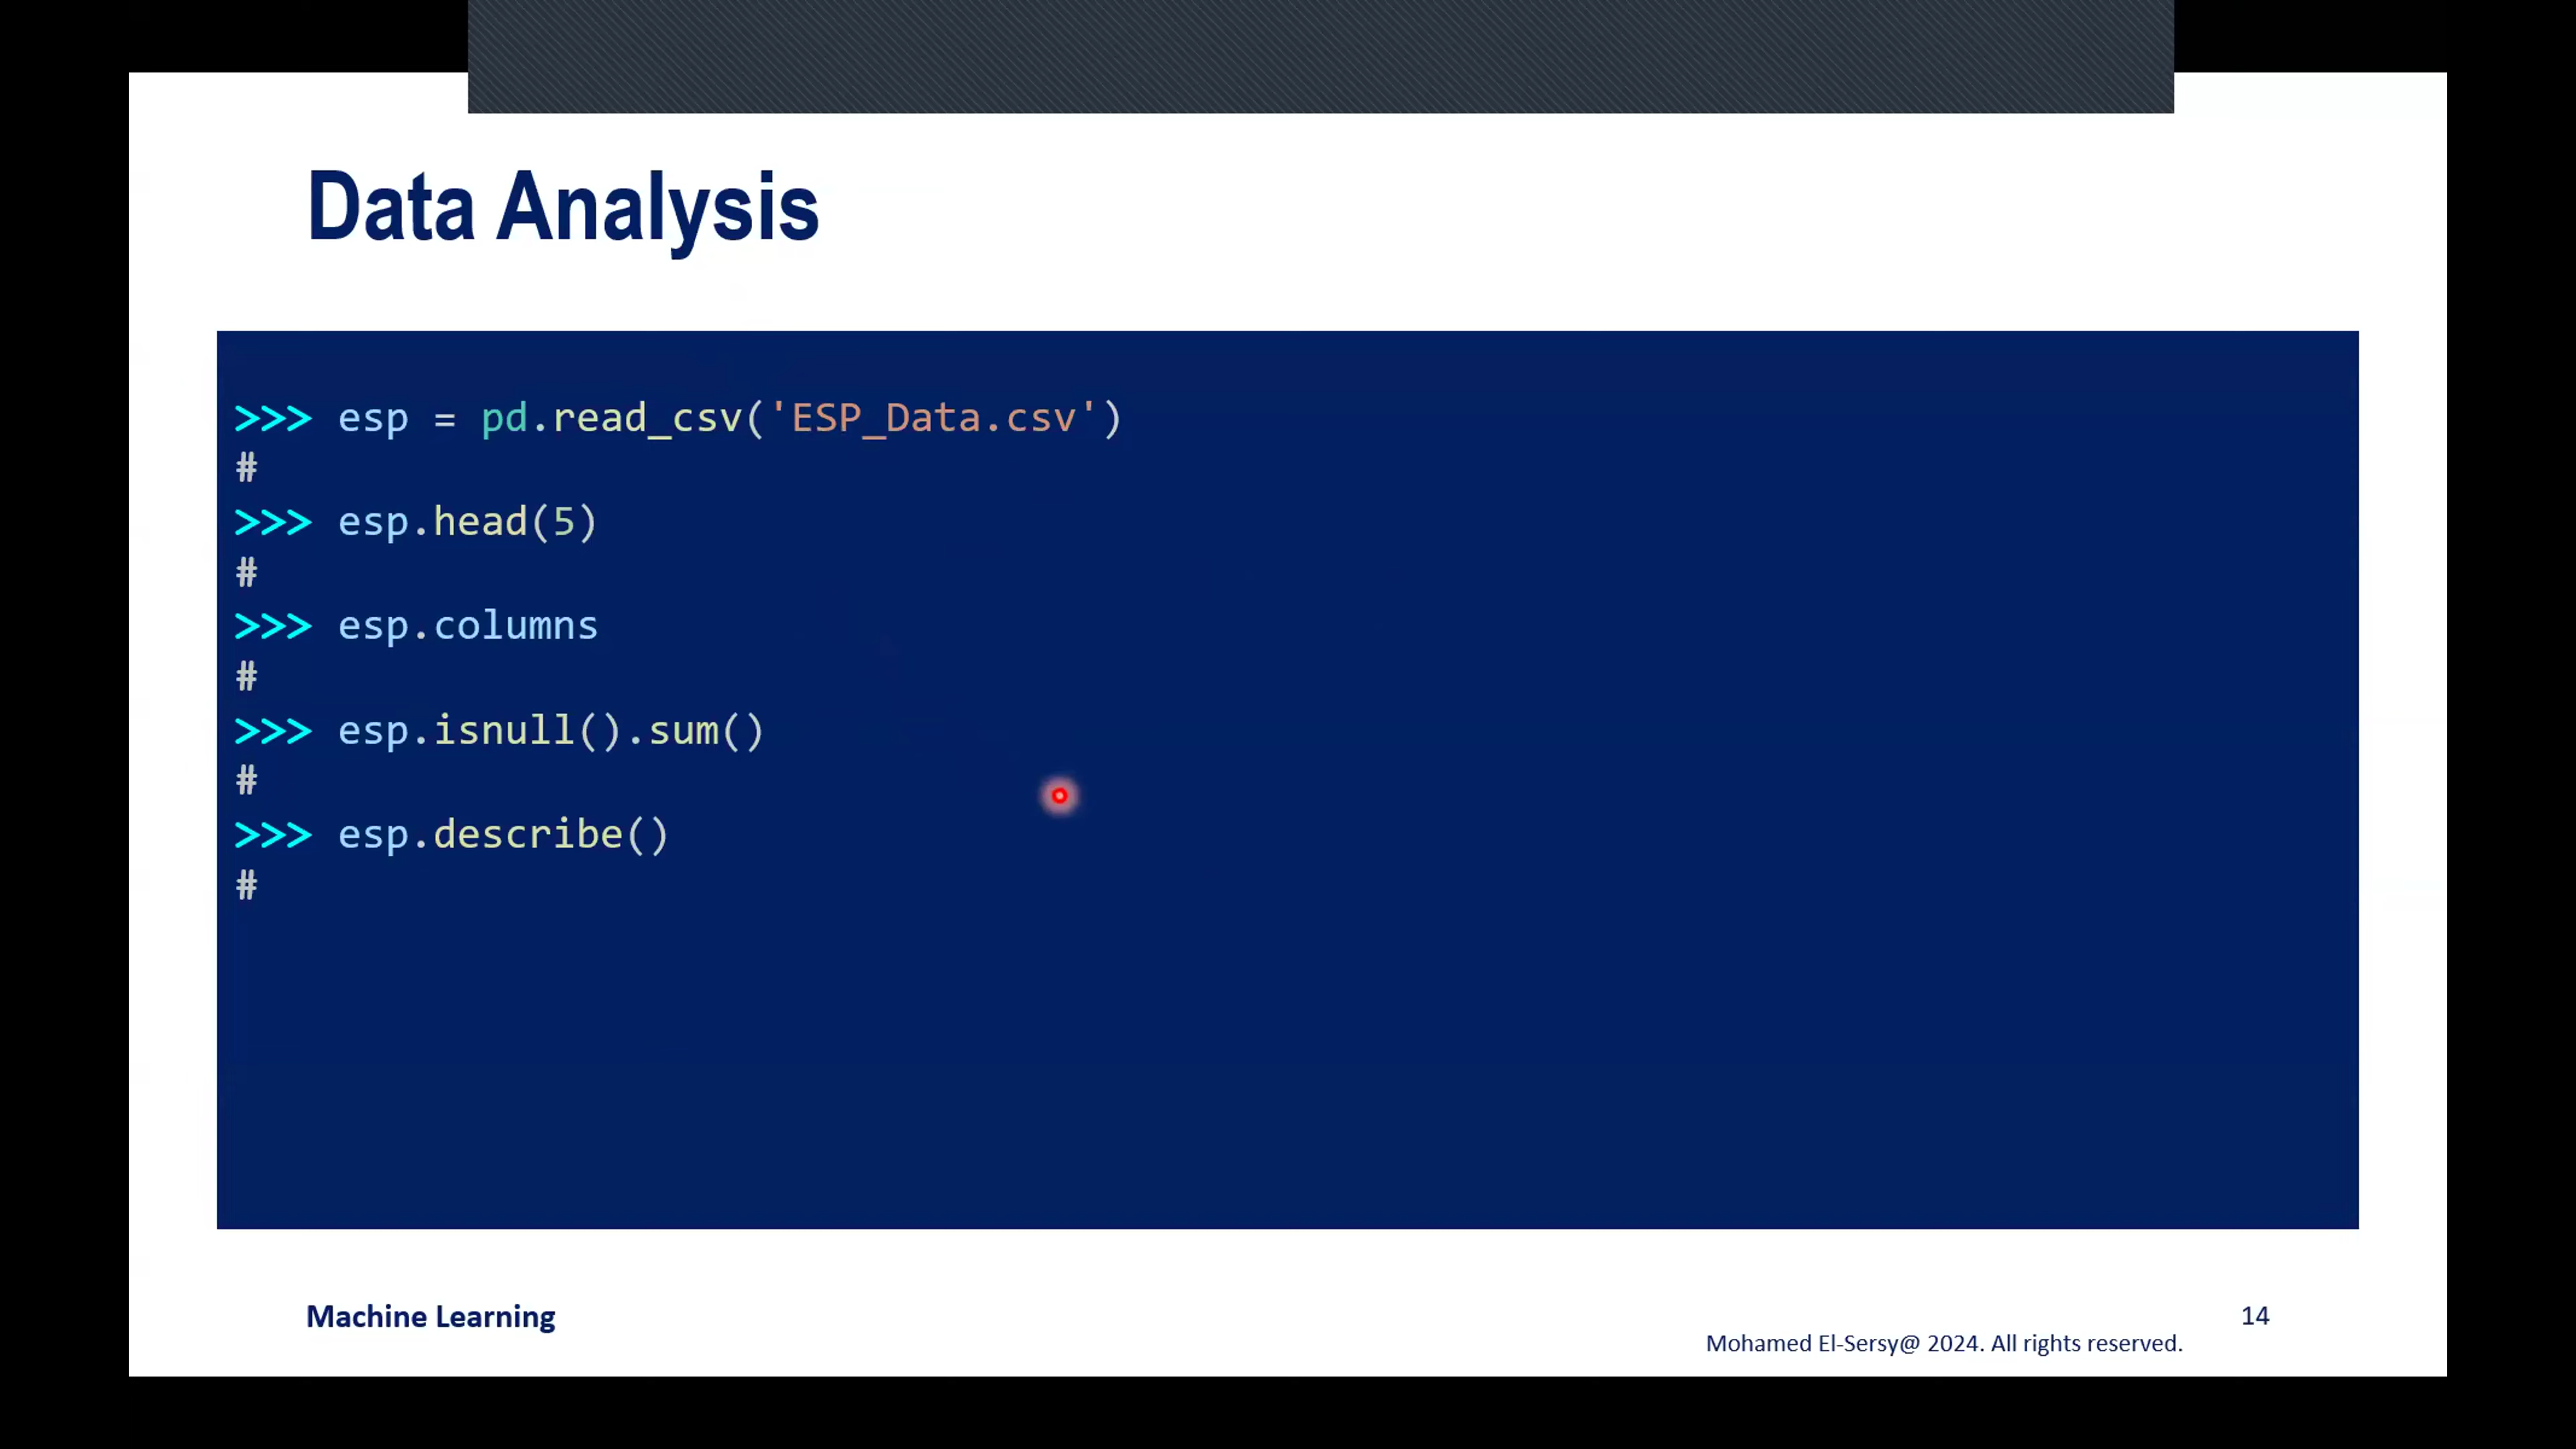 Data Analysis
>>> esp = pd.read_csv('ESP_Data.csv')
#
>>> esp.head(5)
#
>>> esp.columns
#
>>> esp.isnull().sum()
#
>>> esp.describe()
#
Machine Learning
14
Mohamed El-Sersy@ 2024. All rights reserved.